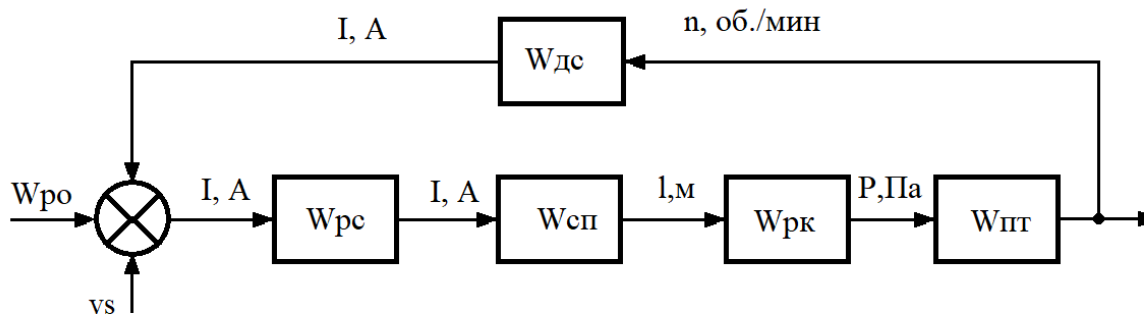 I, A
n, об./мин
Wдс
Wро
I, A
Wрс
I, A
Wсп
l,м
Wрк
P,Па
Wпт
vs